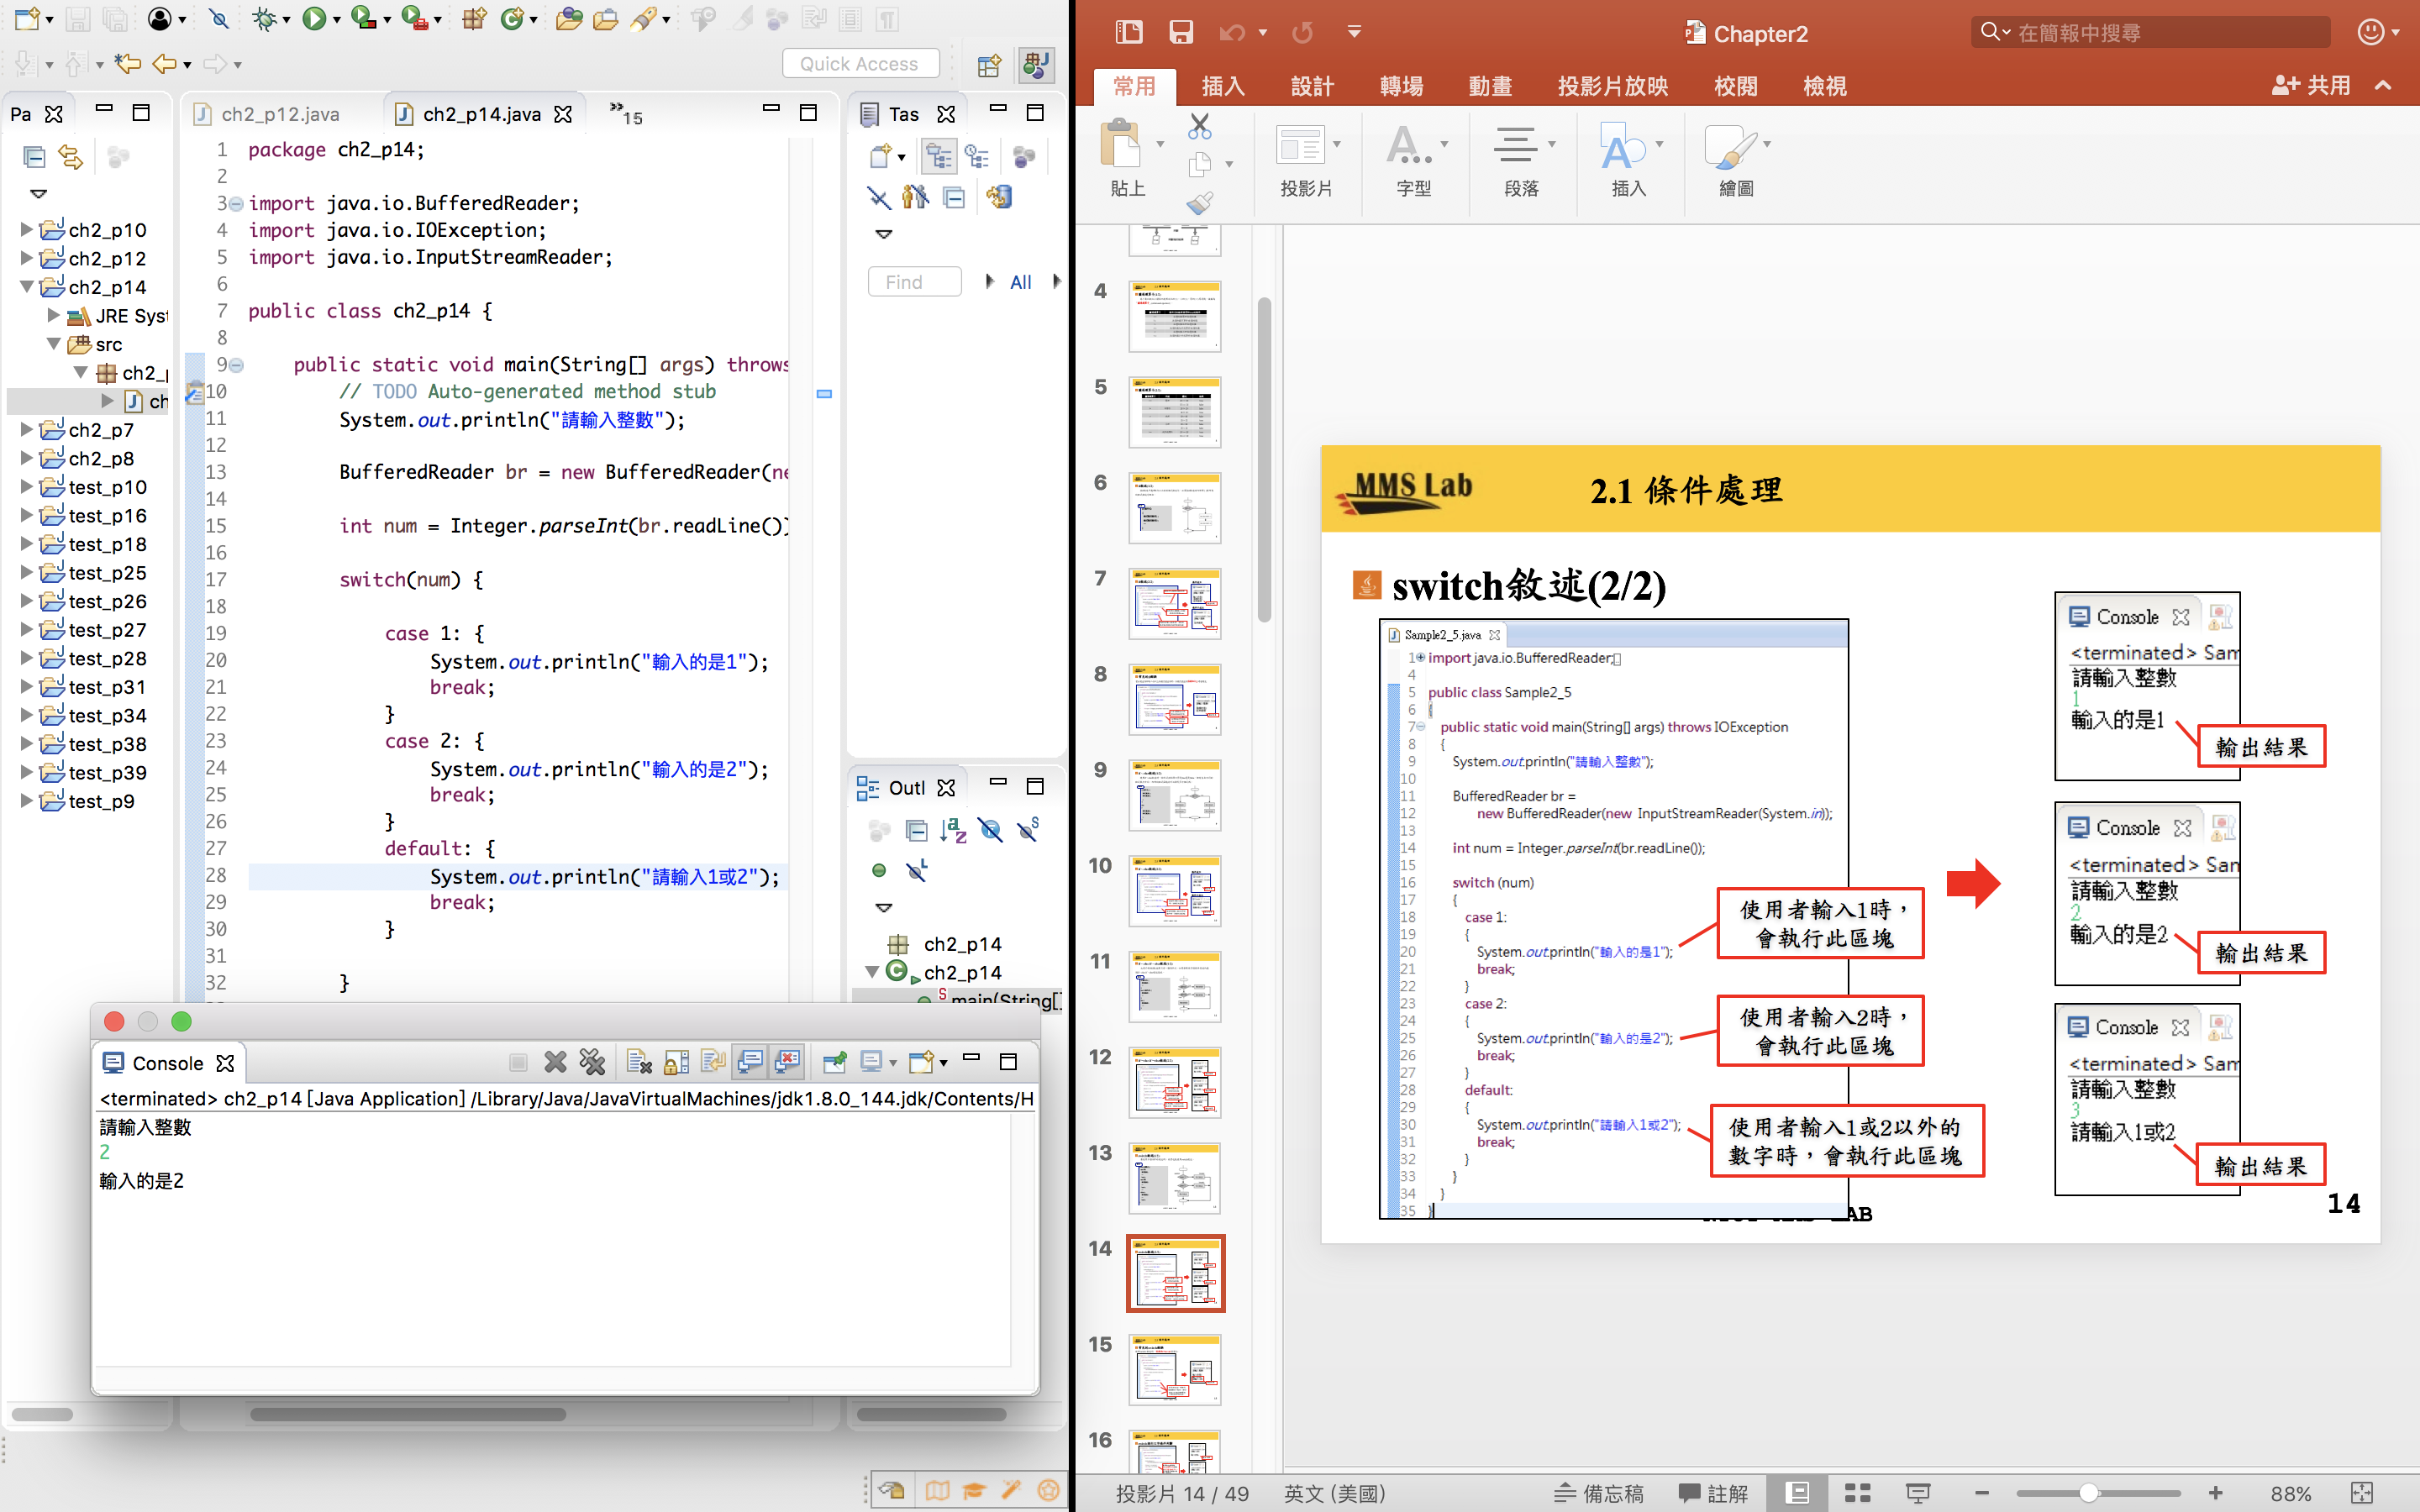 Quick Access
Pa
ch2_p10
ch2_p12
ch2_p14
JRE Syst
src
ch2_p
ch
ch2_p7
ch2_p8
test_p10
test_p16
test_p18
test_p25
test_p26
test_p27
test_p28
test_p31
test_p34
test_p38
test_p39
test_p9
ch2_p12.java
ch2_p14.java
»15
1 package ch2_p14;
2
3 import java.io.BufferedReader;
4 import java.io.IOException;
5 import java.io.InputStreamReader;
6
7 public class ch2_p14 {
8
9 public static void main(String[] args) throws
10 // TODO Auto-generated method stub
11 System.out.println("請輸入整數");
12
13 BufferedReader br = new BufferedReader(ne
14
15 int num = Integer.parseInt(br.readLine())
16
17 switch(num) {
18
19 case 1: {
20 System.out.println("輸入的是1");
21 break;
22 }
23 case 2: {
24 System.out.println("輸入的是2");
25 break;
26 }
27 default: {
28 System.out.println("請輸入1或2");
29 break;
30 }
31
32 }
Tas
Find
All
Outl
ch2_p14
ch2_p14
main(String[]
Console
<terminated> ch2_p14 [Java Application] /Library/Java/JavaVirtualMachines/jdk1.8.0_144.jdk/Contents/H
請輸入整數
2
輸入的是2
Chapter2
在簡報中搜尋
常用
插入
設計
轉場
動畫
投影片放映
校閱
檢視
共用
貼上
投影片
字型
段落
插入
繪圖
4
5
6
7
8
9
10
11
12
13
14
15
16
MMS Lab
2.1 條件處理
switch敘述(2/2)
Sample2_5.java
1 import java.io.BufferedReader;
4
5 public class Sample2_5
6 {
7 public static void main(String[] args) throws IOException
8 {
9 System.out.println("請輸入整數");
10
11 BufferedReader br =
12 new BufferedReader(new InputStreamReader(System.in));
13
14 int num = Integer.parseInt(br.readLine());
15
16 switch (num)
17 {
18 case 1:
19 {
20 System.out.println("輸入的是1");
21 break;
22 }
23 case 2:
24 {
25 System.out.println("輸入的是2");
26 break;
27 }
28 default:
29 {
30 System.out.println("請輸入1或2");
31 break;
32 }
33 }
34 }
35 }
使用者輸入1時，
會執行此區塊
使用者輸入2時，
會執行此區塊
使用者輸入1或2以外的
數字時，會執行此區塊
Console
<terminated> Sam
請輸入整數
1
輸入的是1
輸出結果
Console
<terminated> San
請輸入整數
2
輸入的是2
輸出結果
Console
<terminated> Sam
請輸入整數
3
請輸入1或2
輸出結果
14
投影片 14 / 49
英文 (美國)
備忘稿
註解
88%